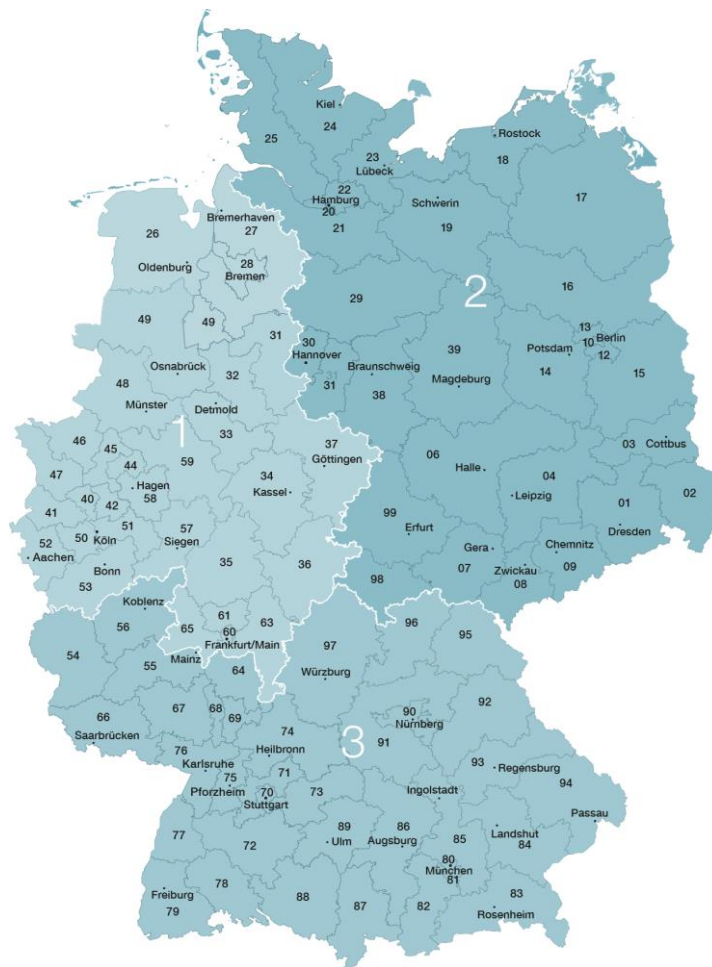 Kiel
24
25
Rostock
18
23
Lübeck
22
Hamburg
20
Schwerin
17
21
19
Bremerhaven
27
26
28
Bremen
Oldenburg
2
16
29
49
49
31
13
Berlin
10
12
30
Hannover
39
Potsdam
Osnabrück
32
31
31
Braunschweig
14
15
48
Magdeburg
38
Münster
Detmold
1
33
46
45
37
03
Cottbus
59
44
Göttingen
06
Halle
04
47
34
Hagen
Kassel
02
40
42
58
Leipzig
01
41
99
51
57
50
Köln
Erfurt
Dresden
52
Siegen
Gera
Chemnitz
Aachen
35
36
Zwickau
09
Bonn
07
53
98
08
Koblenz
61
63
56
65
60
96
95
Frankfurt/Main
97
54
Mainz
55
64
Würzburg
92
67
68
90
66
69
Nürnberg
74
3
91
Saarbrücken
76
Heilbronn
Karlsruhe
71
93
Regensburg
75
94
Pforzheim
70
73
Ingolstadt
Stuttgart
Passau
89
86
77
Ulm
Augsburg
85
Landshut
72
84
80
München
78
81
Freiburg
83
79
88
87
82
Rosenheim